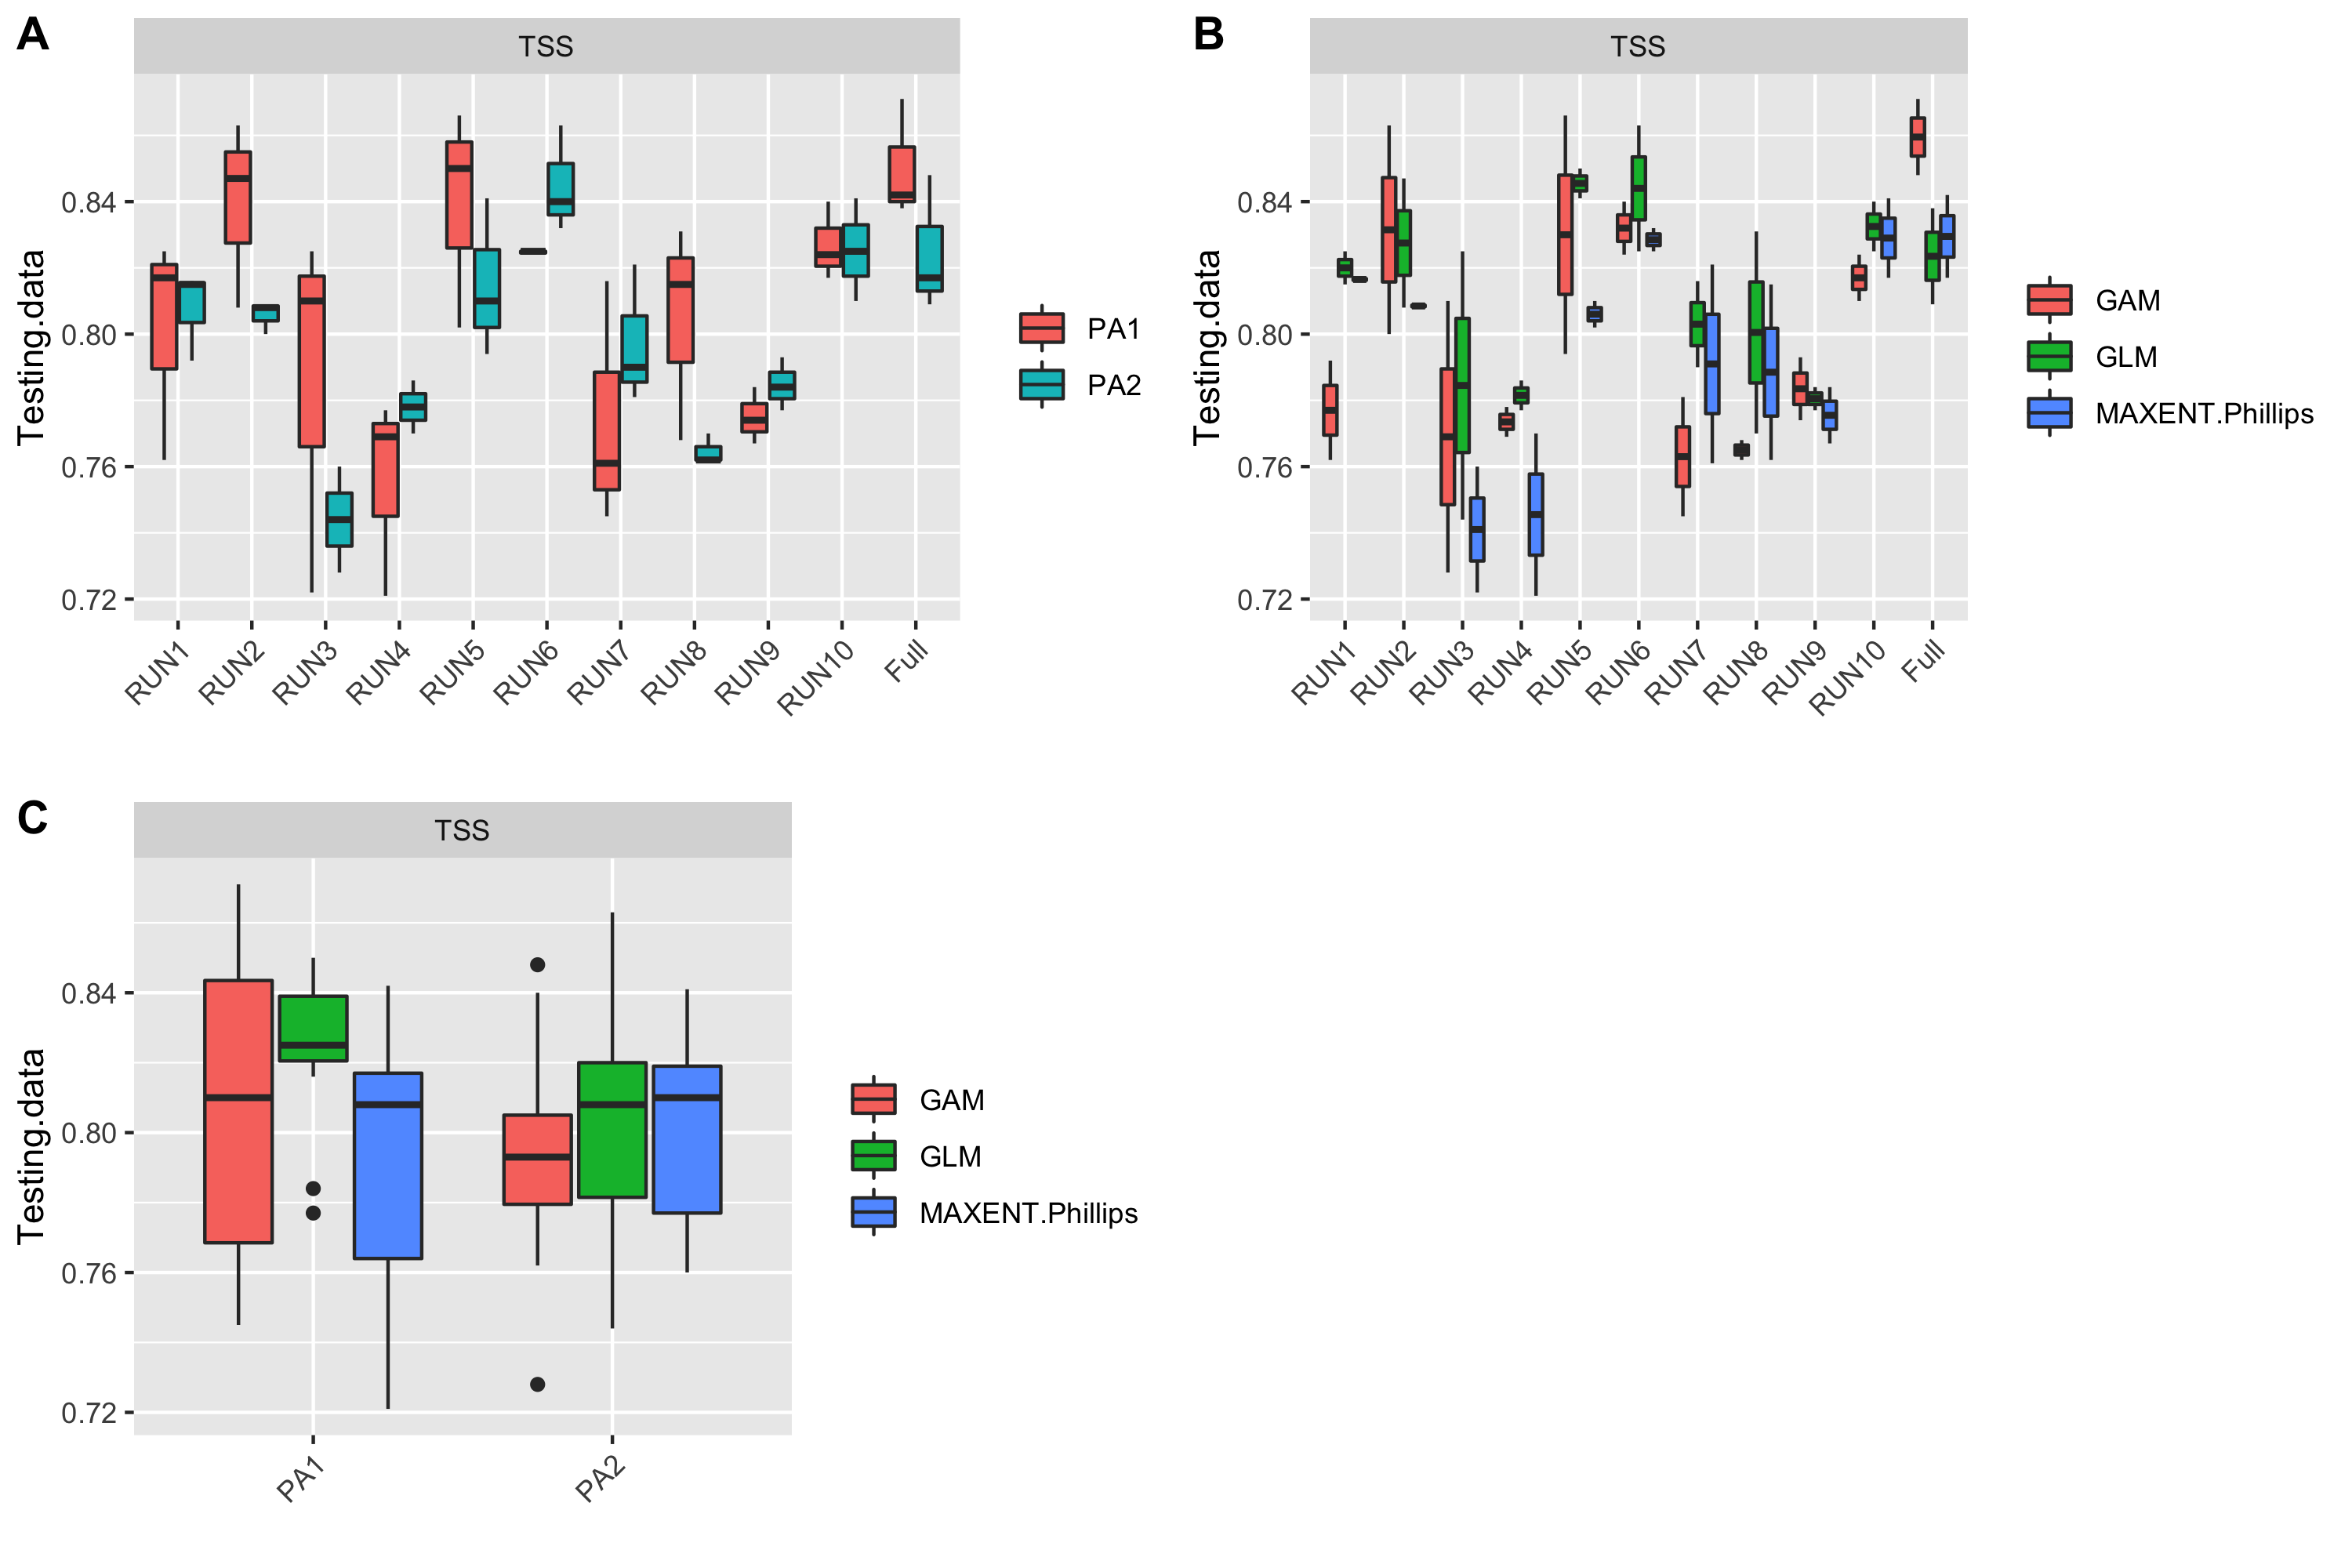 A
TSS
Testing.data
0.84
0.80
0.76
0.72
RUN1
RUN2
RUN3
RUN4
RUN5
RUN6
RUN7
RUN8
RUN9
RUN10
Full
PA1
PA2
B
TSS
Testing.data
0.84
0.80
0.76
0.72
RUN1
RUN2
RUN3
RUN4
RUN5
RUN6
RUN7
RUN8
RUN9
RUN10
Full
GAM
GLM
MAXENT.Phillips
C
TSS
Testing.data
0.84
0.80
0.76
0.72
PA1
PA2
GAM
GLM
MAXENT.Phillips